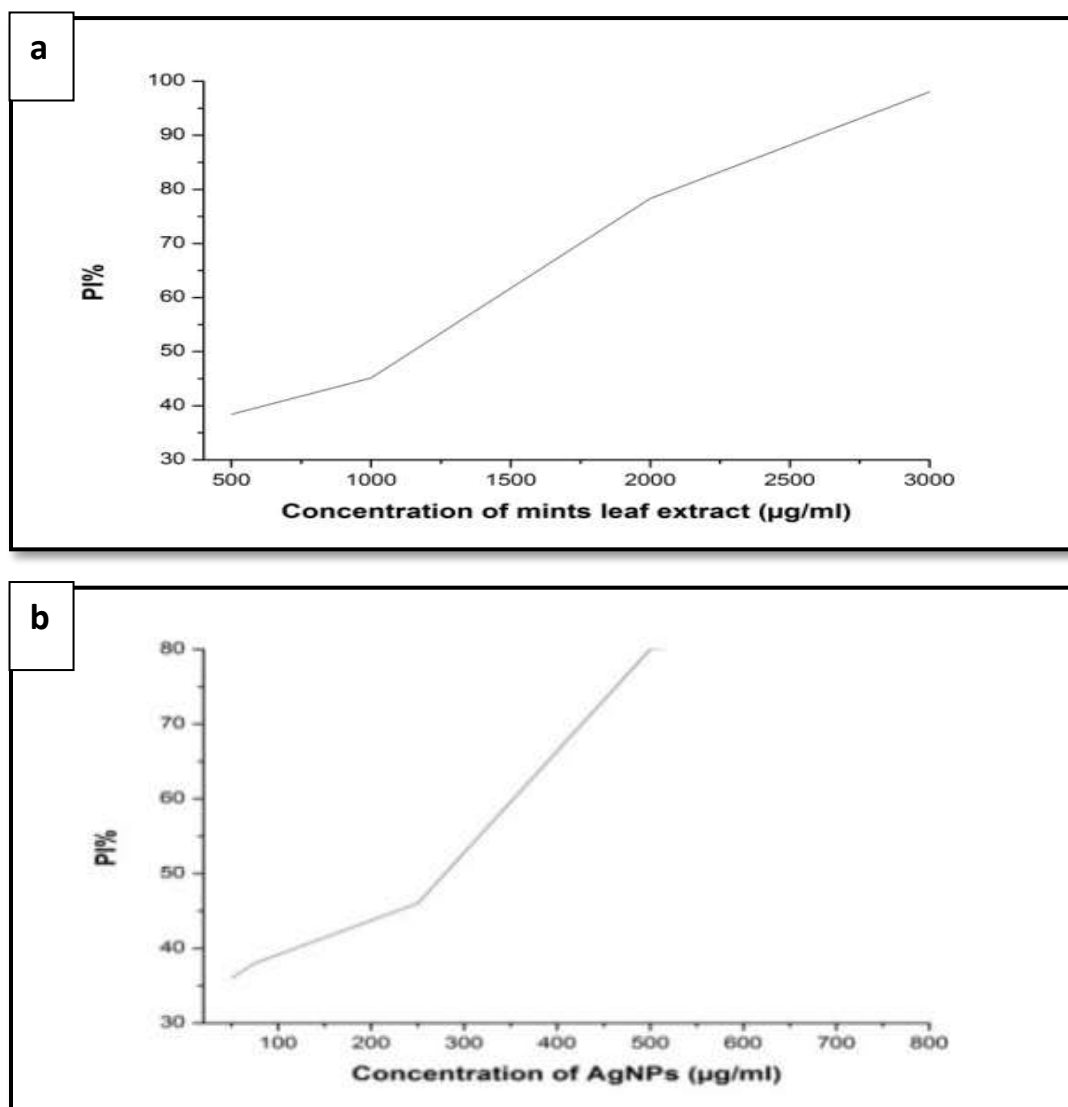 a
100
90
80
70
60
50
40
30
PI%
500 1000 1500 2000 2500 3000
Concentration of mints leaf extract (µg/ml)
b
80
70
60
50
40
30
PI%
100 200 300 400 500 600 700 800
Concentration of AgNPs (µg/ml)